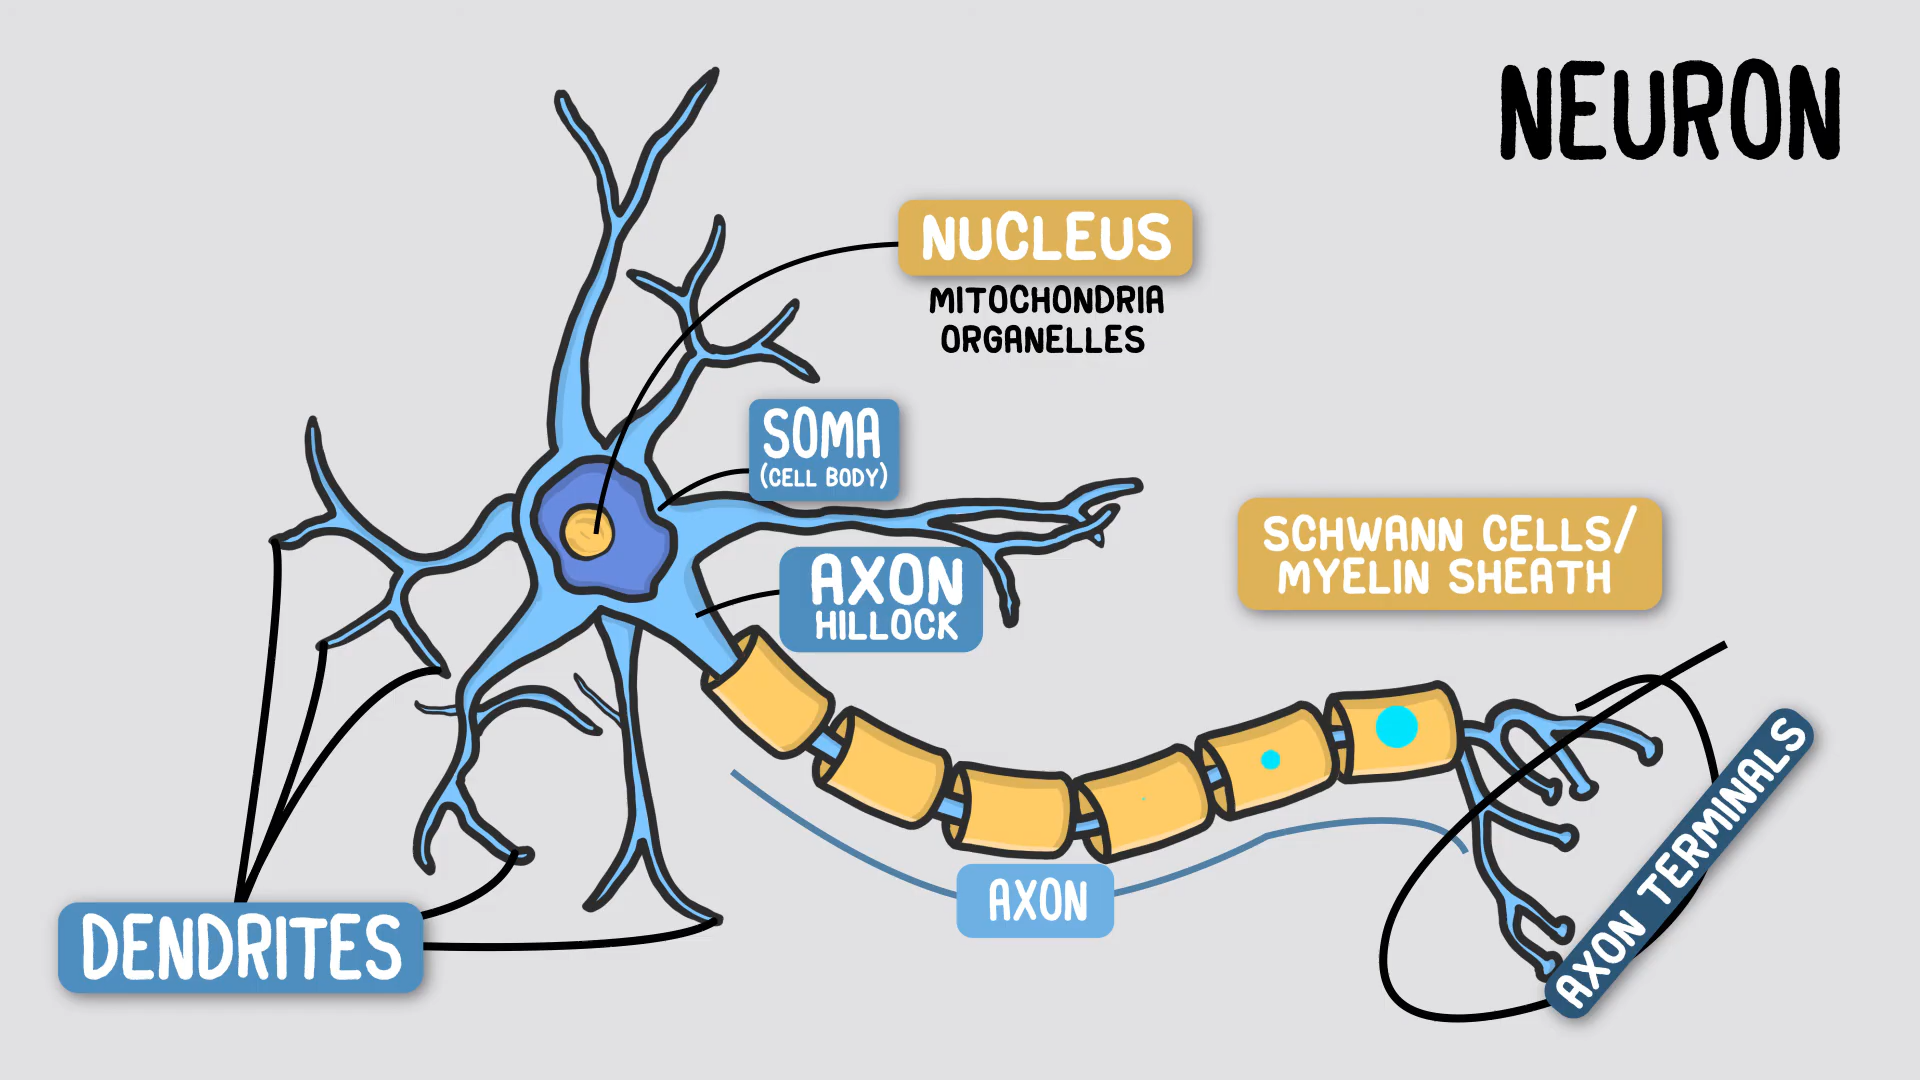 NEURON
NUCLEUS
MITOCHONDRIA
ORGANELLES
SOMA
(CELL BODY)
AXON
HILLOCK
SCHWANN CELLS/
MYELIN SHEATH
AXON TERMINALS
AXON
DENDRITES